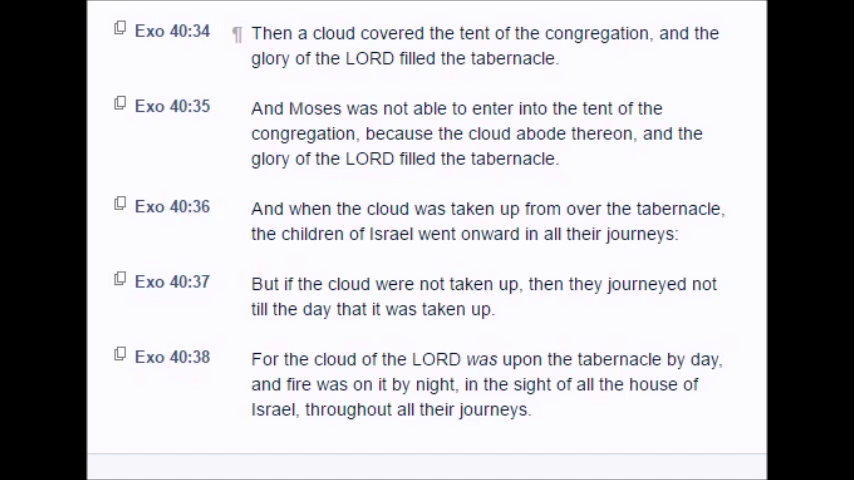 Exo 40:34 ¶ Then a cloud covered the tent of the congregation, and the
glory of the LORD filled the tabernacle.
Exo 40:35 And Moses was not able to enter into the tent of the
congregation, because the cloud abode thereon, and the
glory of the LORD filled the tabernacle.
Exo 40:36 And when the cloud was taken up from over the tabernacle,
the children of Israel went onward in all their journeys:
Exo 40:37 But if the cloud were not taken up, then they journeyed not
till the day that it was taken up.
Exo 40:38 For the cloud of the LORD was upon the tabernacle by day,
and fire was on it by night, in the sight of all the house of
Israel, throughout all their journeys.